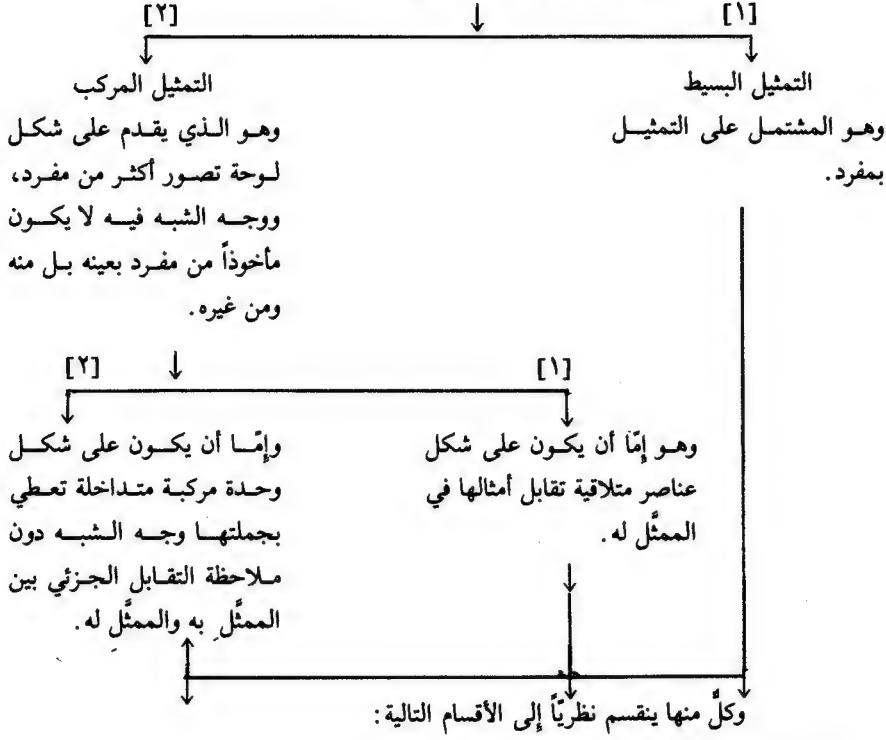 [١] [٢]
التمثيل البسيط
وهو المشتمل على التمثيل
بمفرد.
التمثيل المركب
وهو الذي يقدم على شكل
لوحة تصور أكثر من مفرد،
ووجه الشبه فيه لا يكون
مأخوذاً من مفرد بعينه بل منه
ومن غيره.
[١] [٢]
وهو إمّا أن يكون على شكل
عناصر متلاقية تقابل أمثالها في
الممثَّل له.
وإمّا أن يكون على شكل
وحدة مركبة متداخلة تعطي
بجملتها وجه الشبه دون
ملاحظة التقابل الجزئي بين
الممثَّل به والممثَّل له.
وكلٌّ منها ينقسم نظريّاً إلى الأقسام التالية: